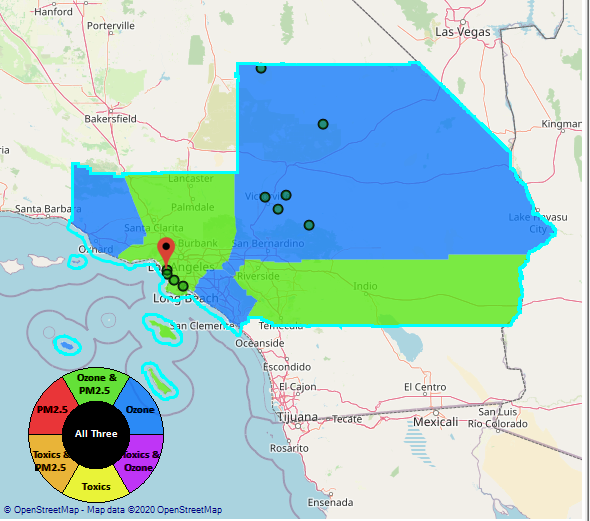 Hanford
Porterville
Las Vegas
Bakersfield
Kingman
ria
Lancaster
Palmdale
Santa Barbara
Santa Clarita
Lake Havasu
City
Oxnard
Burbank
San Bernardino
Los Angeles
Riverside
Long Beach
Indio
San Clemente
Temecula
Oceanside
Escondido
El Cajon
El Centro
Tijuana
Tecate
Mexicali
San Luis
Río Colorado
Rosarito
Ensenada
Ozone &
PM2.5
PM2.5
Ozone
All Three
Toxics &
PM2.5
Toxics &
Ozone
Toxics
© OpenStreetMap - Map data ©2020 OpenStreetMap